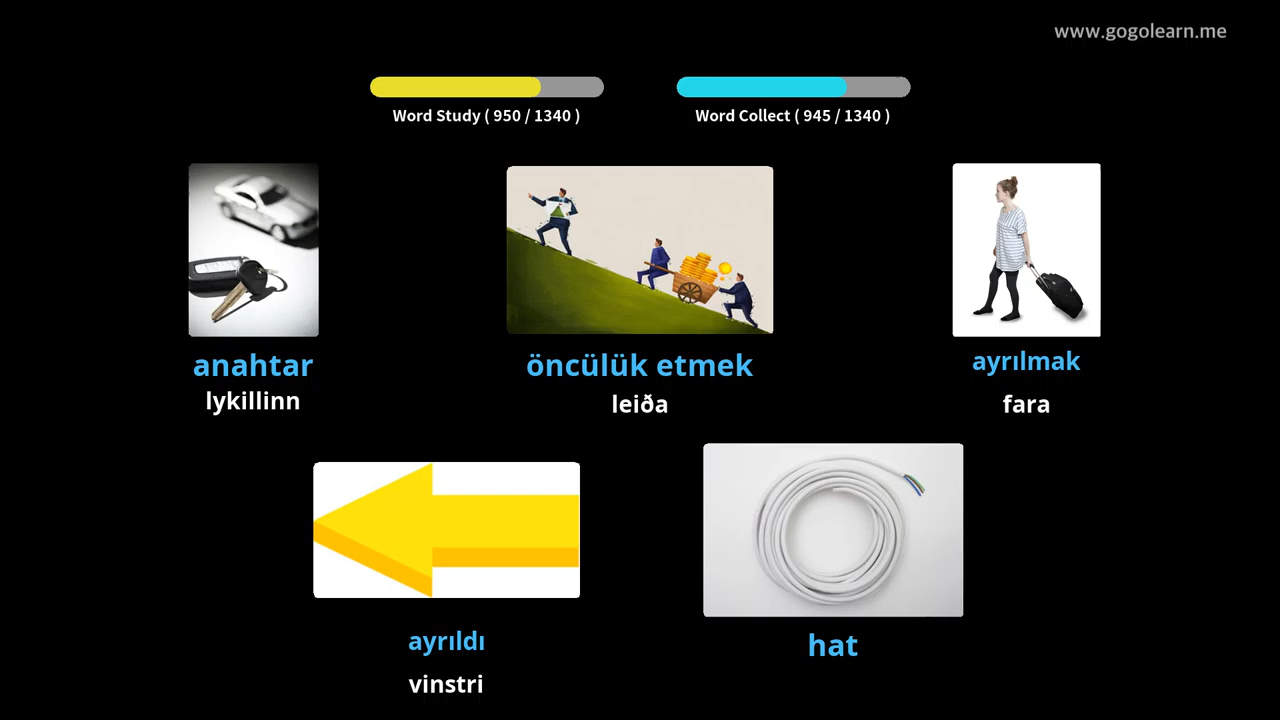 www.gogolearn.me
Word Study ( 950 / 1340 )
Word Collect ( 945 / 1340 )
anahtar
lykillinn
öncülük etmek
leiða
ayrılmak
fara
ayrıldı
vinstri
hat